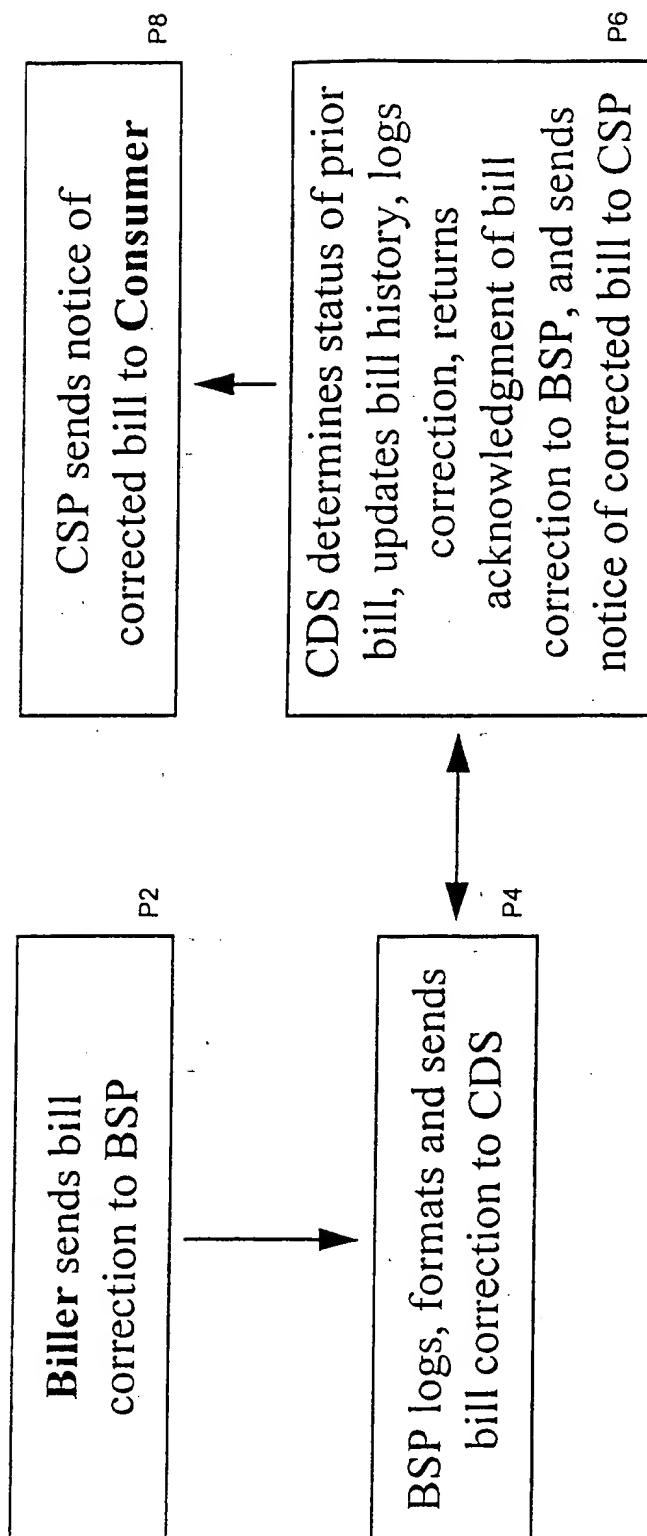 Biller sends bill
correction to BSP
P2
BSP logs, formats and sends
bill correction to CDS
P4
CDS determines status of prior
bill, updates bill history, logs
correction, returns
acknowledgment of bill
correction to BSP, and sends
notice of corrected bill to CSP
P6
CSP sends notice of
corrected bill to Consumer
P8